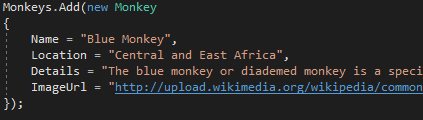 Monkeys.Add(new Monkey
{
Name = "Blue Monkey",
Location = "Central and East Africa",
Details = "The blue monkey or diademed monkey is a speci
ImageUrl = "http://upload.wikimedia.org/wikipedia/common
});